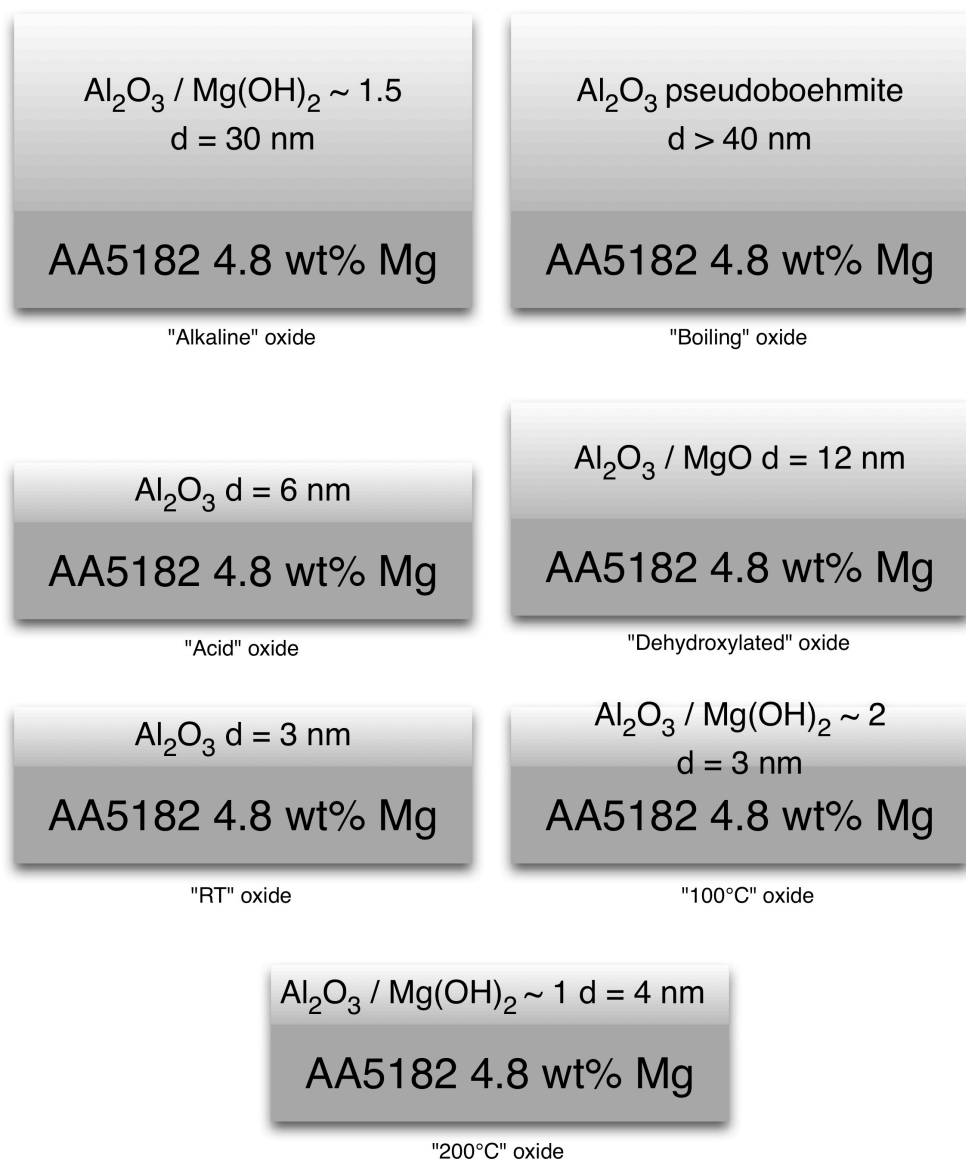 Al₂O₃ / Mg(OH)₂ ~ 1.5
d = 30 nm
AA5182 4.8 wt% Mg
"Alkaline" oxide
Al₂O₃ pseudoboehmite
d > 40 nm
AA5182 4.8 wt% Mg
"Boiling" oxide
Al₂O₃ d = 6 nm
AA5182 4.8 wt% Mg
"Acid" oxide
Al₂O₃ / MgO d = 12 nm
AA5182 4.8 wt% Mg
"Dehydroxylated" oxide
Al₂O₃ d = 3 nm
AA5182 4.8 wt% Mg
"RT" oxide
Al₂O₃ / Mg(OH)₂ ~ 2
d = 3 nm
AA5182 4.8 wt% Mg
"100°C" oxide
Al₂O₃ / Mg(OH)₂ ~ 1 d = 4 nm
AA5182 4.8 wt% Mg
"200°C" oxide